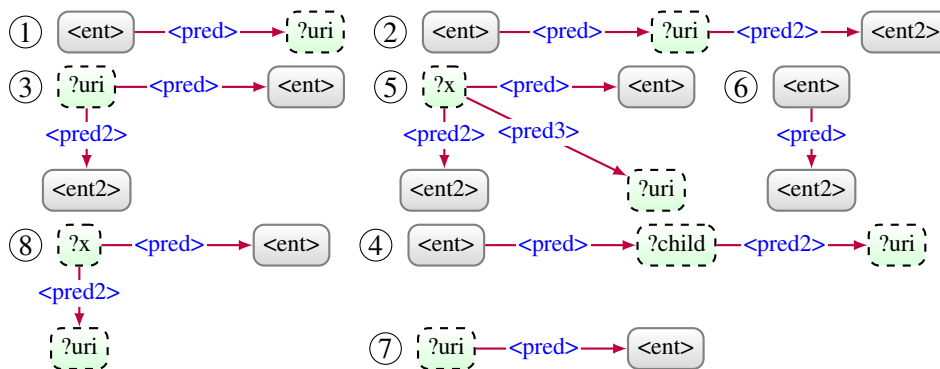 ① <ent> <pred> ?uri
② <ent> <pred> ?uri <pred2> <ent2>
③ ?uri <pred> <ent>
<pred2>
<ent2>
⑤ ?x <pred> <ent>
<pred2> <pred3>
<ent2> ?uri
⑥ <ent>
<pred>
<ent2>
⑧ ?x <pred> <ent>
<pred2>
?uri
④ <ent> <pred> ?child <pred2> ?uri
⑦ ?uri <pred> <ent>